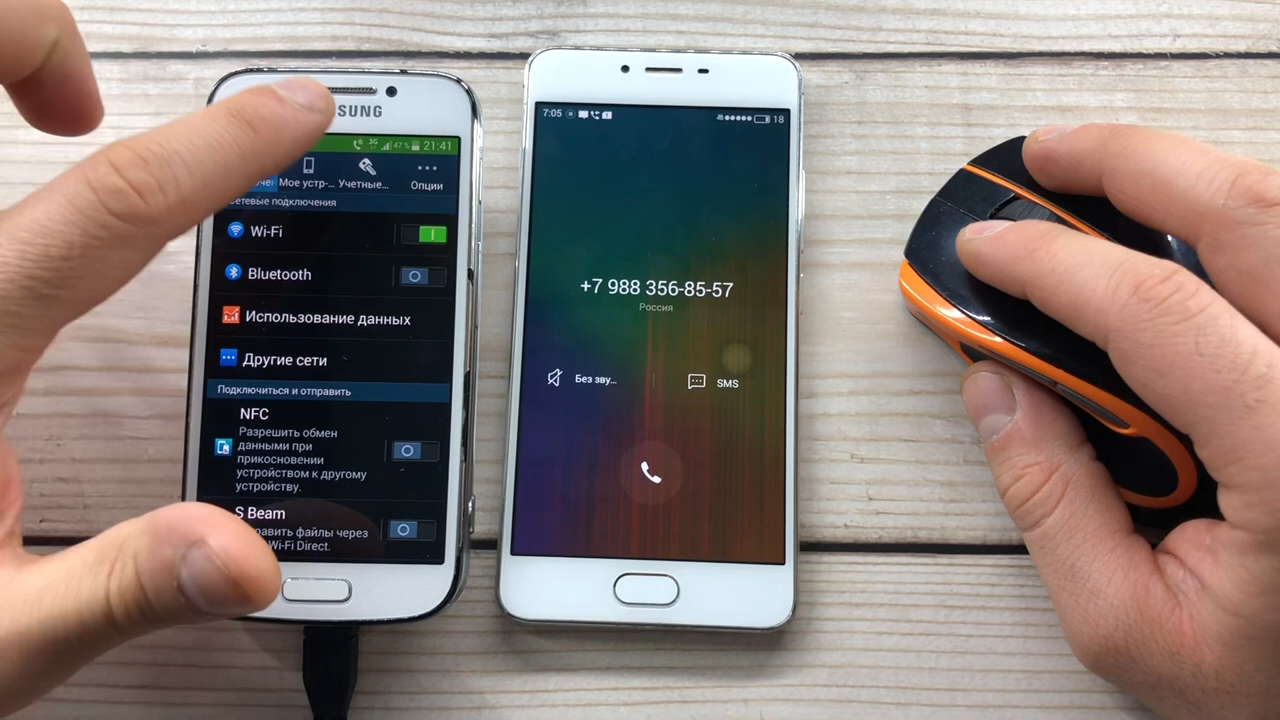 SUNG
3G 47% 21:41
Мое устр-... Учетные... Опции
Сетевые подключения
Wi-Fi
Bluetooth
Использование данных
Другие сети
Подключиться и отправить
NFC
Разрешить обмен
данными при
прикосновении
устройством к другому
устройству.
S Beam
файлы через
Wi-Fi Direct.
7:05 18
+7 988 356-85-57
Россия
Без зву... SMS